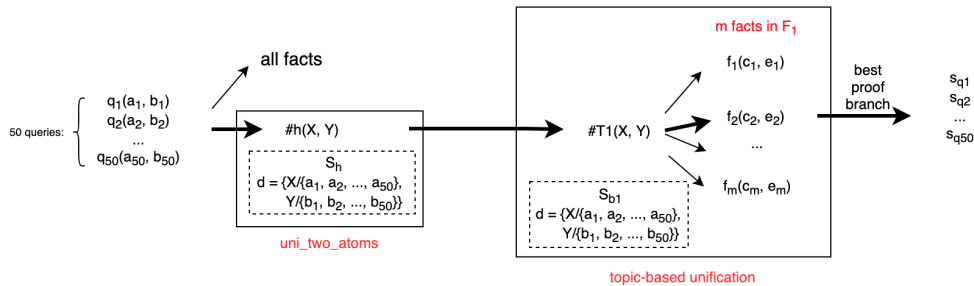 50 queries:
q1(a1, b1)
q2(a2, b2)
...
q50(a50, b50)
all facts
#h(X, Y)
Sh
d = {X/{a1, a2, ..., a50},
Y/{b1, b2, ..., b50}}
uni_two_atoms
m facts in F1
#T1(X, Y)
f1(c1, e1)
f2(c2, e2)
...
fm(cm, em)
Sb1
d = {X/{a1, a2, ..., a50},
Y/{b1, b2, ..., b50}}
topic-based unification
best
proof
branch
sq1
sq2
...
sq50